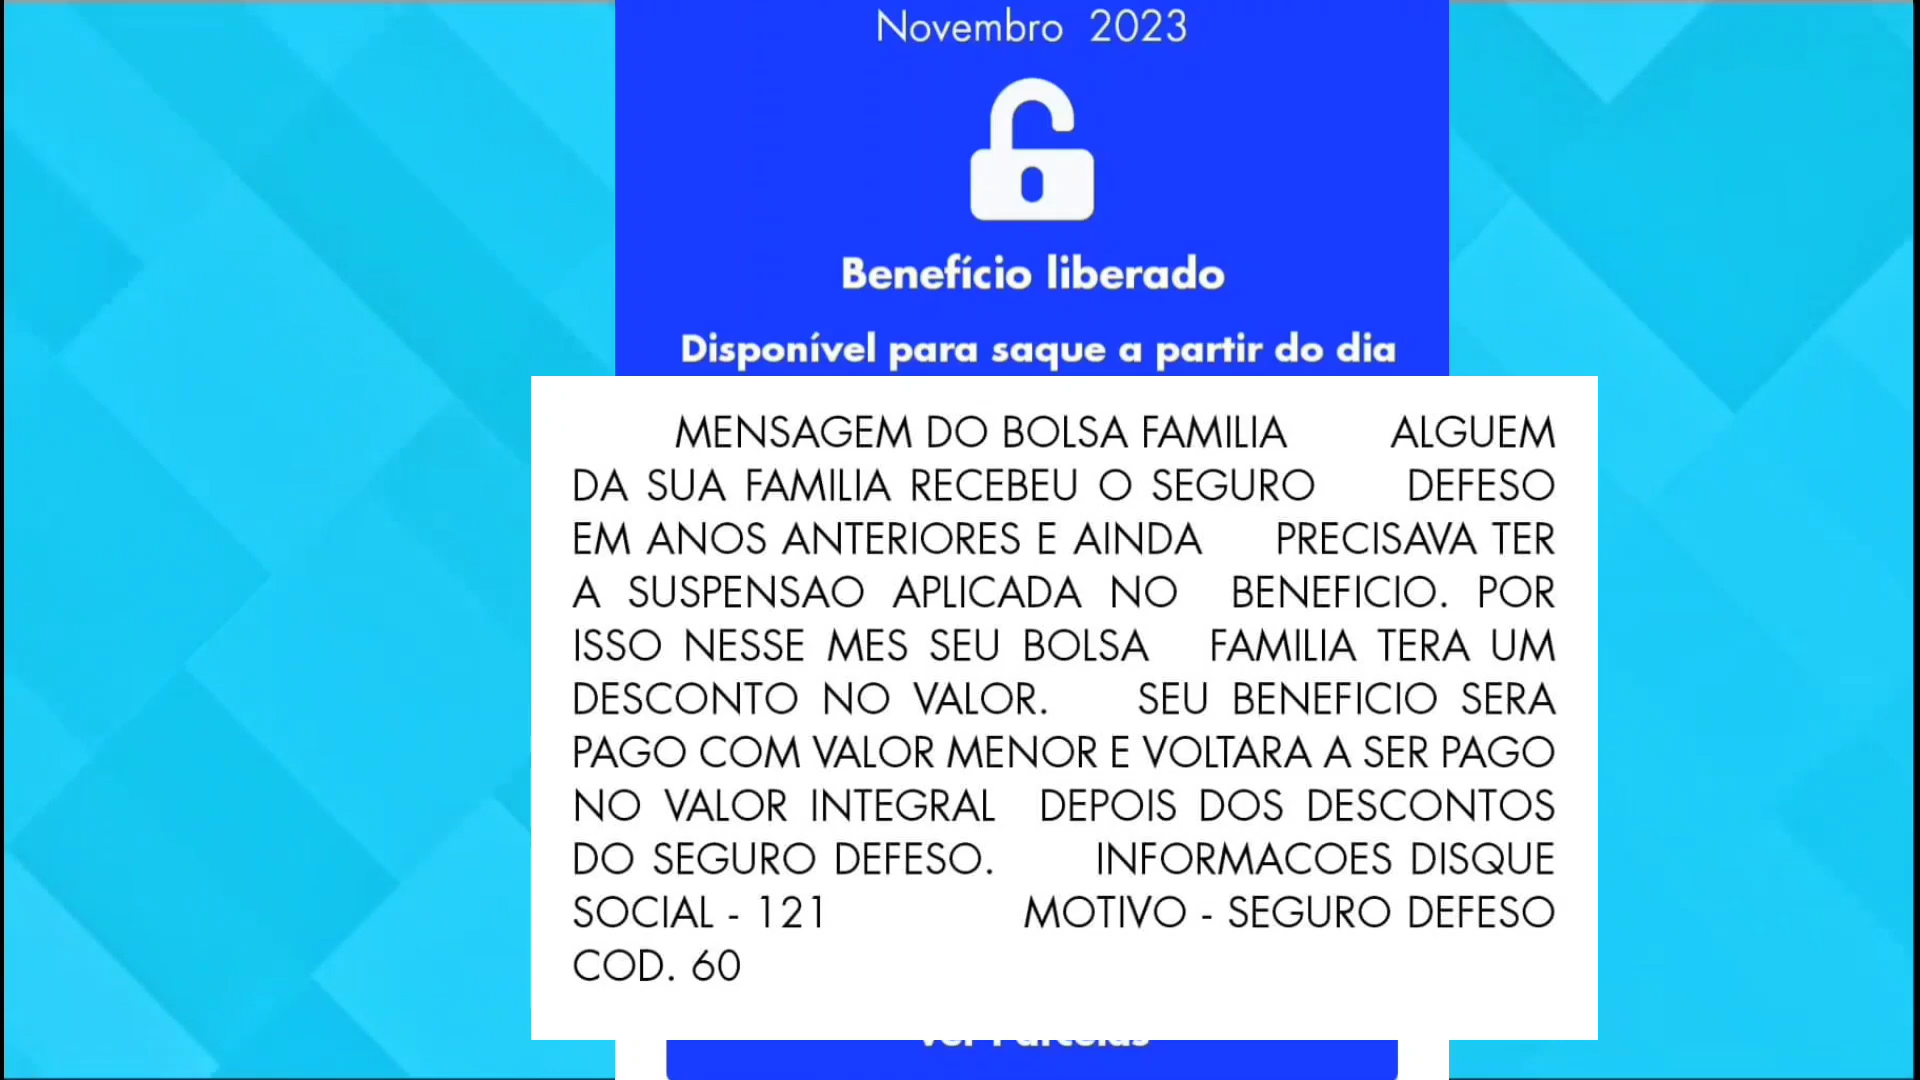 Novembro 2023
Benefício liberado
Disponível para saque a partir do dia
MENSAGEM DO BOLSA FAMILIA ALGUEM
DA SUA FAMILIA RECEBEU O SEGURO DEFESO
EM ANOS ANTERIORES E AINDA PRECISAVA TER
A SUSPENSAO APLICADA NO BENEFICIO. POR
ISSO NESSE MES SEU BOLSA FAMILIA TERA UM
DESCONTO NO VALOR. SEU BENEFICIO SERA
PAGO COM VALOR MENOR E VOLTARA A SER PAGO
NO VALOR INTEGRAL DEPOIS DOS DESCONTOS
DO SEGURO DEFESO. INFORMACOES DISQUE
SOCIAL - 121 MOTIVO - SEGURO DEFESO
COD. 60
Ver Parcelas